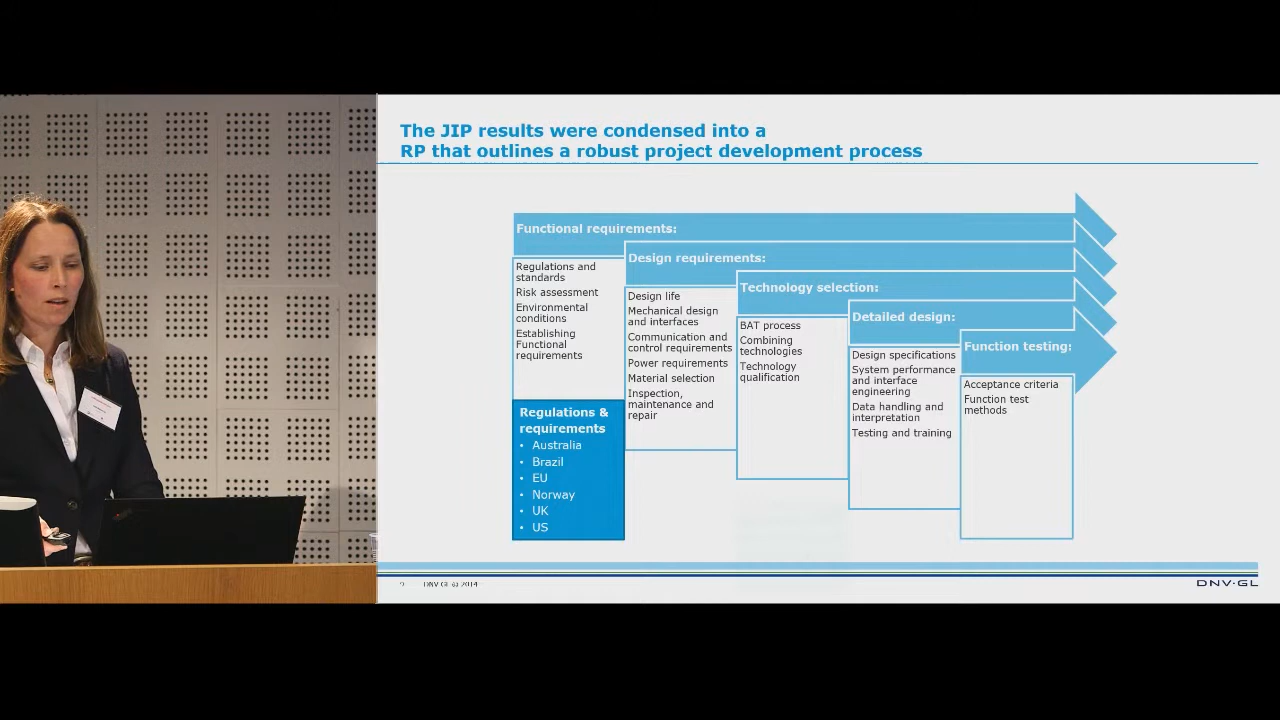 The JIP results were condensed into a
RP that outlines a robust project development process
Functional requirements:
Regulations and
standards
Risk assessment
Environmental
conditions
Establishing
Functional
requirements
Regulations &
requirements
• Australia
• Brazil
• EU
• Norway
• UK
• US
Design requirements:
Design life
Mechanical design
and interfaces
Communication and
control requirements
Power requirements
Material selection
Inspection,
maintenance and
repair
Technology selection:
BAT process
Combining
technologies
Technology
qualification
Detailed design:
Design specifications
System performance
and interface
engineering
Data handling and
interpretation
Testing and training
Function testing:
Acceptance criteria
Function test
methods
DNV GL © 2014
DNV·GL